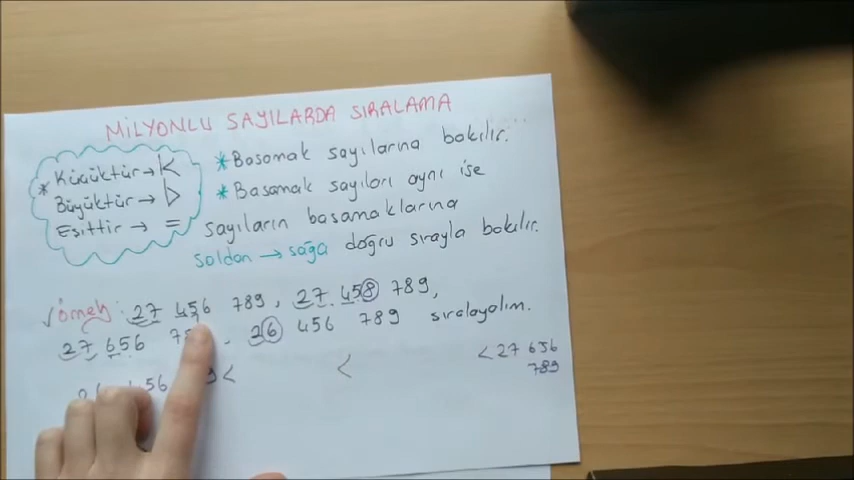 MİLYONLU SAYILARDA SIRALAMA
* Küçüktür → <
Büyüktür → >
Eşittir → =
* Basamak sayılarına bakılır.
* Basamak sayıları aynı ise
sayıların basamaklarına
soldan → sağa doğru sırayla bakılır.
√ Örnek: 27 456 789, 27 458 789,
27 656 , 26 456 789 sıralayalım.
< < < 27 656
789